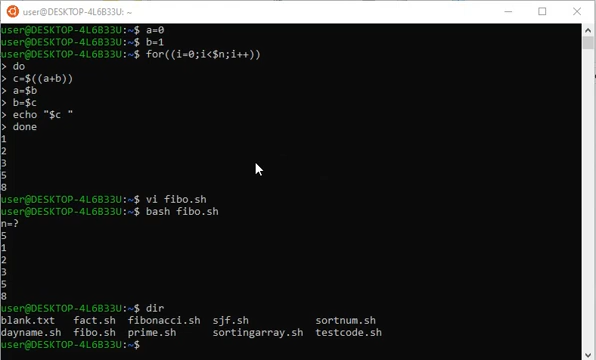 user@DESKTOP-4L6B33U: ~
user@DESKTOP-4L6B33U:~$ a=0
user@DESKTOP-4L6B33U:~$ b=1
user@DESKTOP-4L6B33U:~$ for((i=0;i<$n;i++))
> do
> c=$((a+b))
> a=$b
> b=$c
> echo "$c "
> done
1
2
3
5
8
user@DESKTOP-4L6B33U:~$ vi fibo.sh
user@DESKTOP-4L6B33U:~$ bash fibo.sh
n=?
5
1
2
3
5
8
user@DESKTOP-4L6B33U:~$ dir
blank.txt fact.sh fibonacci.sh sjf.sh sortnum.sh
dayname.sh fibo.sh prime.sh sortingarray.sh testcode.sh
user@DESKTOP-4L6B33U:~$